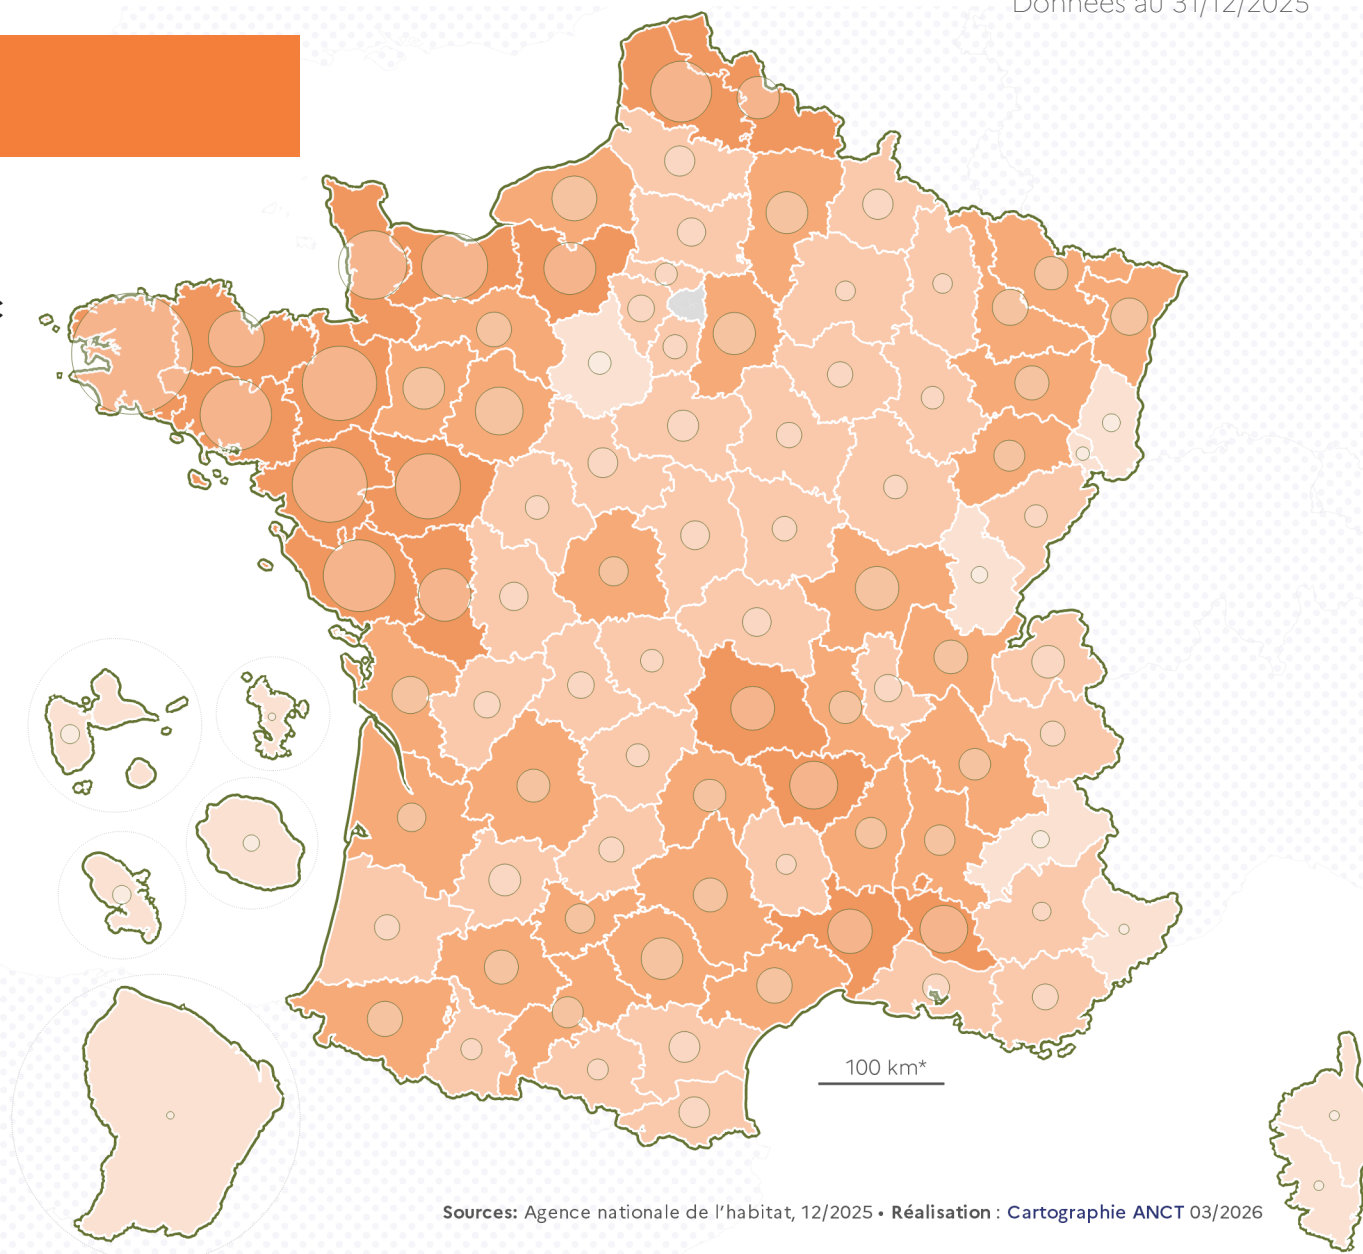 Données au 31/12/2025
100 km*
Sources: Agence nationale de l'habitat, 12/2025 • Réalisation : Cartographie ANCT 03/2026